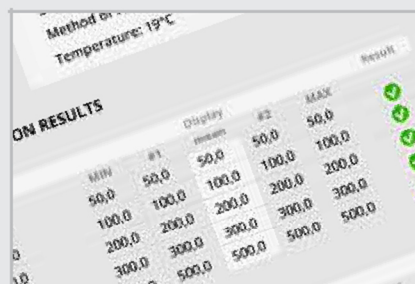 Method of
Temperature: 19°C
ON RESULTS
Display
Result
MIN #1 mean #2 MAX
50,0 50,0 50,0 50,0 50,0
100,0 100,0 100,0 100,0 100,0
200,0 200,0 200,0 200,0 200,0
300,0 300,0 300,0 300,0 300,0
500,0 500,0 500,0 500,0